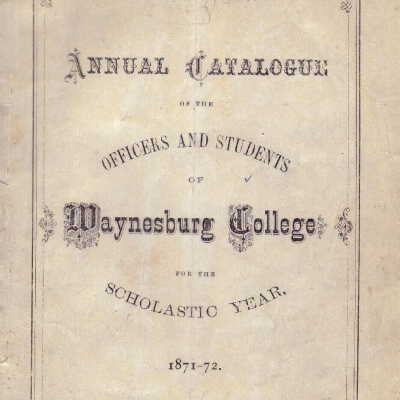 ANNUAL CATALOGUE
OF THE
OFFICERS AND STUDENTS
OF
Waynesburg College
FOR THE
SCHOLASTIC YEAR.
1871-72.